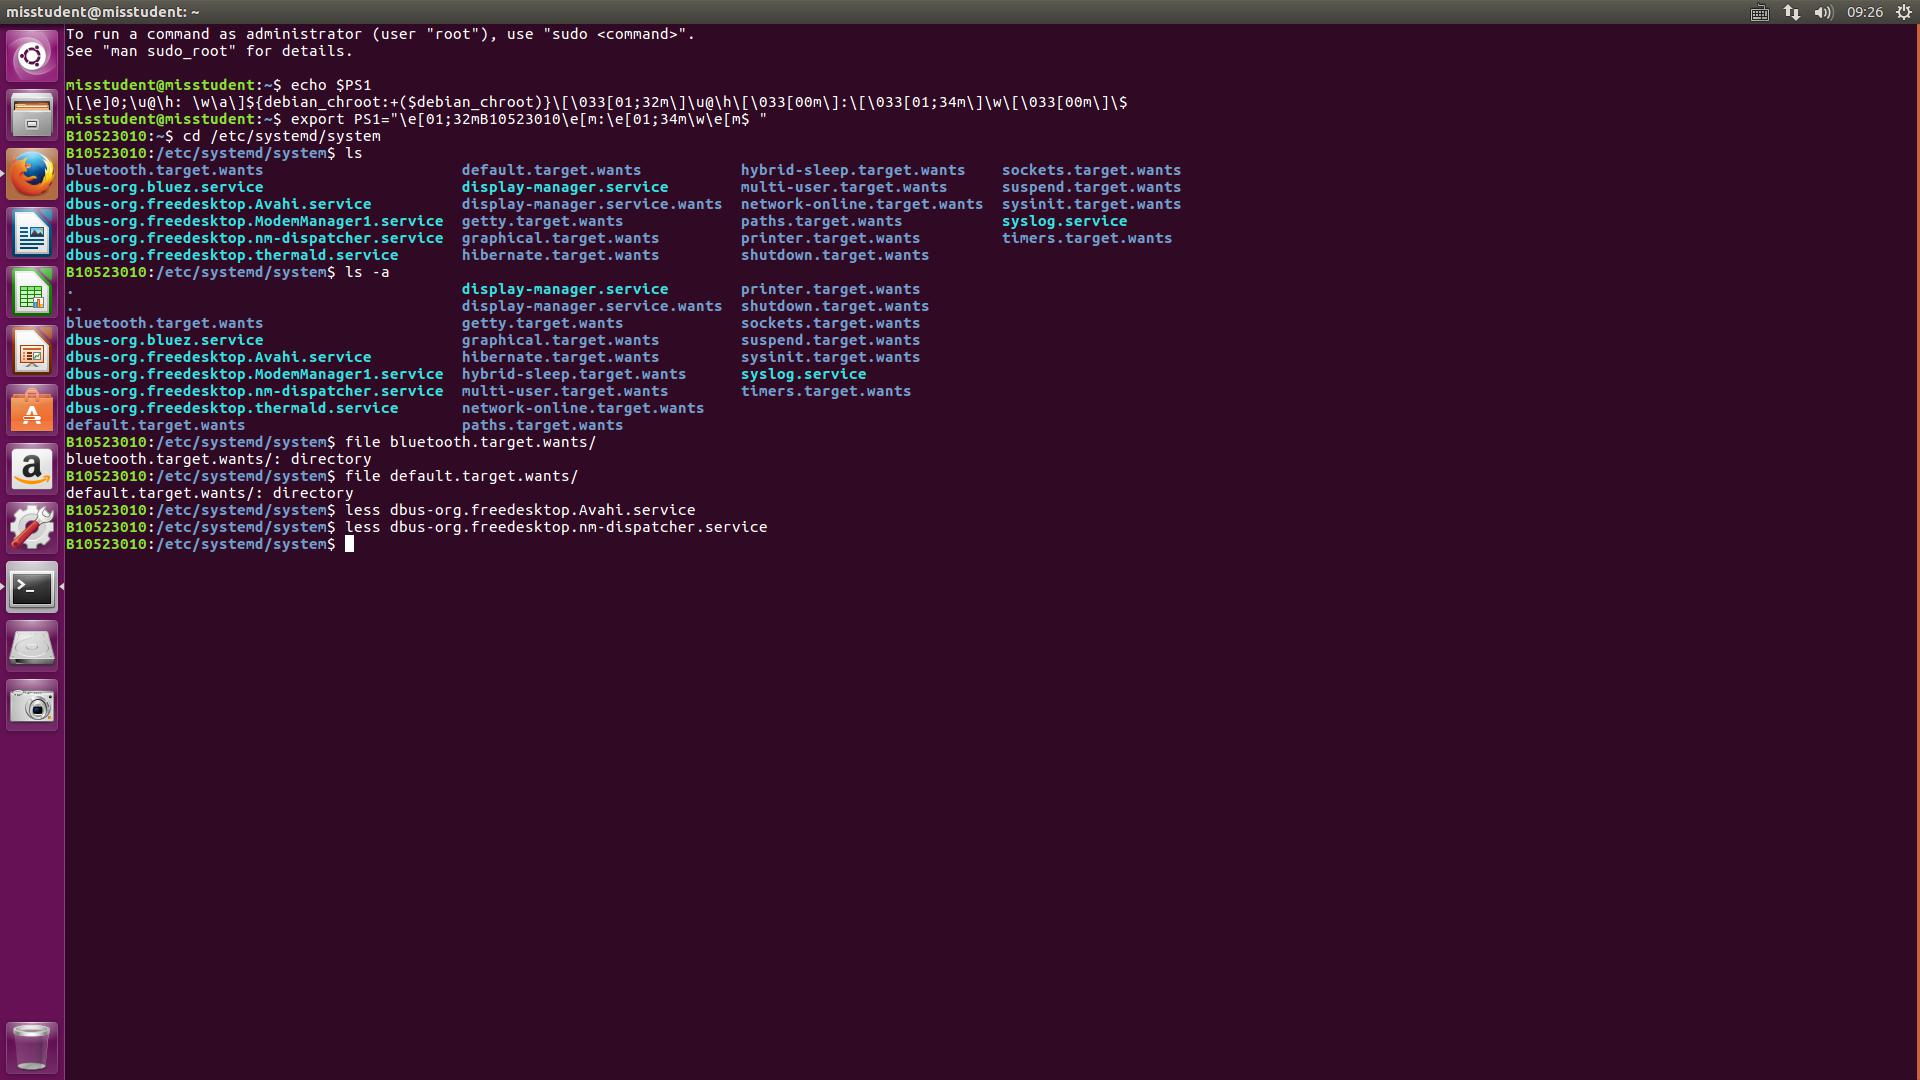 misstudent@misstudent: ~
09:26
To run a command as administrator (user "root"), use "sudo <command>".
See "man sudo_root" for details.
misstudent@misstudent:~$ echo $PS1
\[\e]0;\u@\h: \w\a\]${debian_chroot:+($debian_chroot)}\[\033[01;32m\]\u@\h\[\033[00m\]:\[\033[01;34m\]\w\[\033[00m\]\$
misstudent@misstudent:~$ export PS1="\e[01;32mB10523010\e[m:\e[01;34m\w\e[m$ "
B10523010:~$ cd /etc/systemd/system
B10523010:/etc/systemd/system$ ls
bluetooth.target.wants default.target.wants hybrid-sleep.target.wants sockets.target.wants
dbus-org.bluez.service display-manager.service multi-user.target.wants suspend.target.wants
dbus-org.freedesktop.Avahi.service display-manager.service.wants network-online.target.wants sysinit.target.wants
dbus-org.freedesktop.ModemManager1.service getty.target.wants paths.target.wants syslog.service
dbus-org.freedesktop.nm-dispatcher.service graphical.target.wants printer.target.wants timers.target.wants
dbus-org.freedesktop.thermald.service hibernate.target.wants shutdown.target.wants
B10523010:/etc/systemd/system$ ls -a
. display-manager.service printer.target.wants
.. display-manager.service.wants shutdown.target.wants
bluetooth.target.wants getty.target.wants sockets.target.wants
dbus-org.bluez.service graphical.target.wants suspend.target.wants
dbus-org.freedesktop.Avahi.service hibernate.target.wants sysinit.target.wants
dbus-org.freedesktop.ModemManager1.service hybrid-sleep.target.wants syslog.service
dbus-org.freedesktop.nm-dispatcher.service multi-user.target.wants timers.target.wants
dbus-org.freedesktop.thermald.service network-online.target.wants
default.target.wants paths.target.wants
B10523010:/etc/systemd/system$ file bluetooth.target.wants/
bluetooth.target.wants/: directory
B10523010:/etc/systemd/system$ file default.target.wants/
default.target.wants/: directory
B10523010:/etc/systemd/system$ less dbus-org.freedesktop.Avahi.service
B10523010:/etc/systemd/system$ less dbus-org.freedesktop.nm-dispatcher.service
B10523010:/etc/systemd/system$